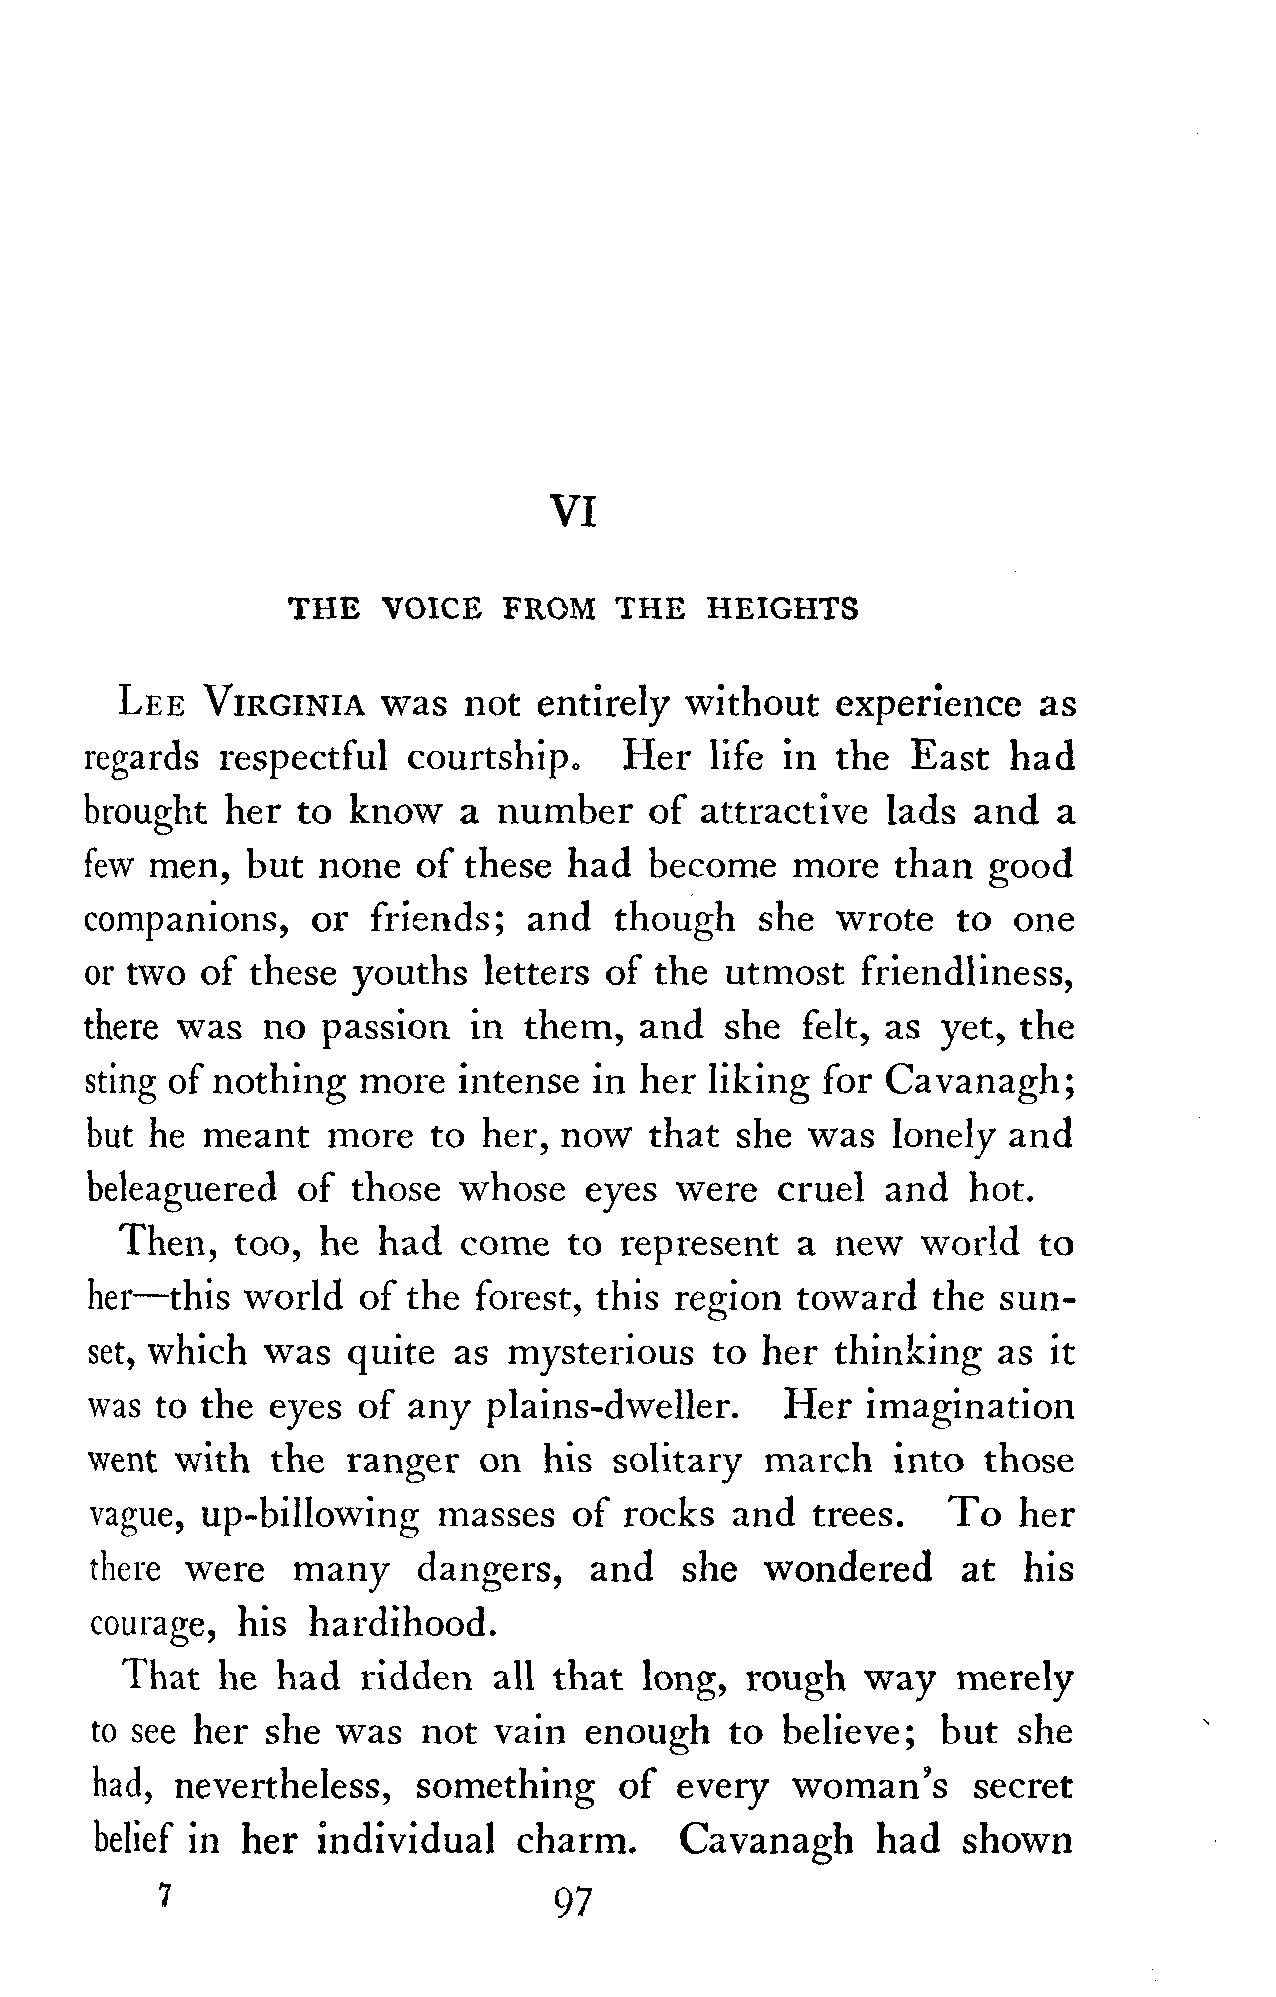 VI
THE VOICE FROM THE HEIGHTS
LEE VIRGINIA was not entirely without experience as
regards respectful courtship. Her life in the East had
brought her to know a number of attractive lads and a
few men, but none of these had become more than good
companions, or friends; and though she wrote to one
or two of these youths letters of the utmost friendliness,
there was no passion in them, and she felt, as yet, the
sting of nothing more intense in her liking for Cavanagh;
but he meant more to her, now that she was lonely and
beleaguered of those whose eyes were cruel and hot.
Then, too, he had come to represent a new world to
her—this world of the forest, this region toward the sun-
set, which was quite as mysterious to her thinking as it
was to the eyes of any plains-dweller. Her imagination
went with the ranger on his solitary march into those
vague, up-billowing masses of rocks and trees. To her
there were many dangers, and she wondered at his
courage, his hardihood.
That he had ridden all that long, rough way merely
to see her she was not vain enough to believe; but she
had, nevertheless, something of every woman's secret
belief in her individual charm. Cavanagh had shown
7 97